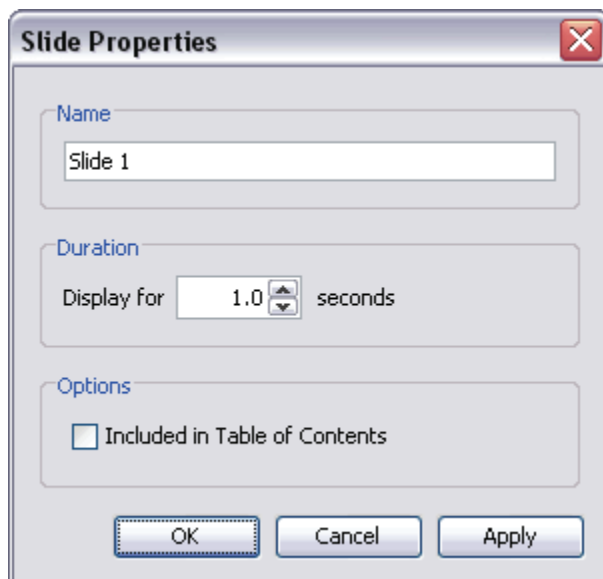 Slide Properties
Name
Slide 1
Duration
Display for 1.0 seconds
Options
Included in Table of Contents
OK Cancel Apply